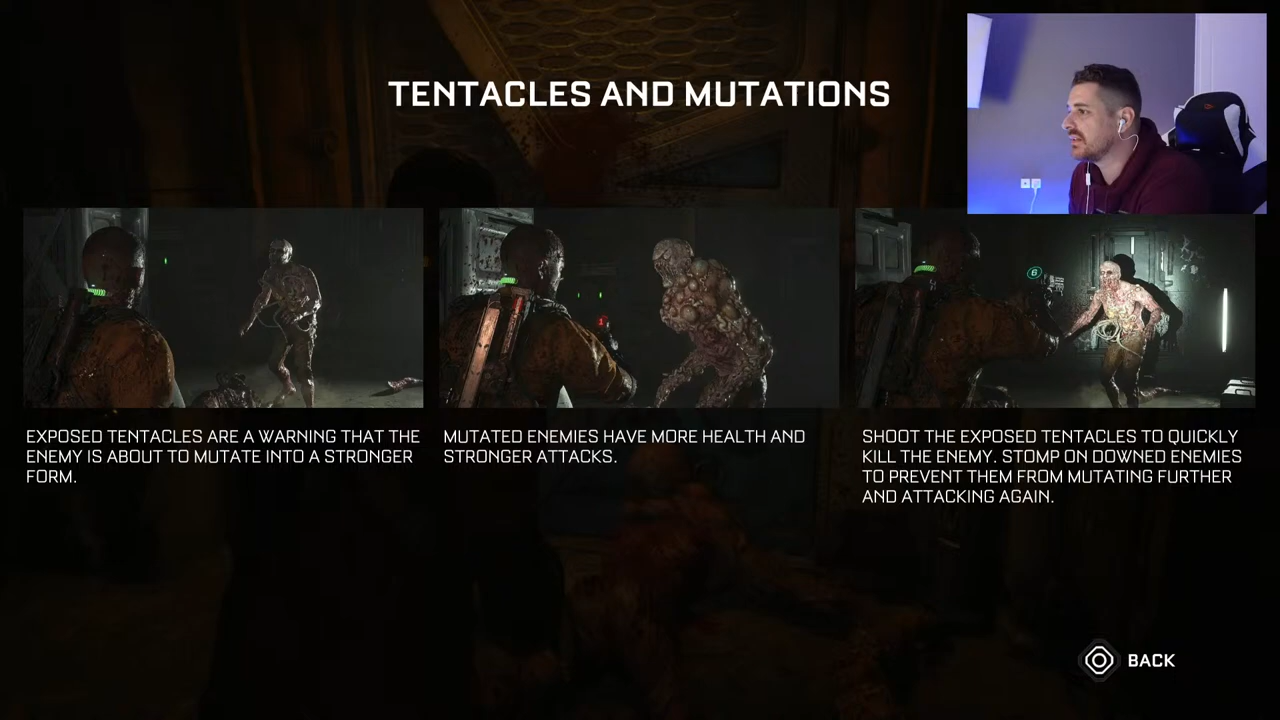 TENTACLES AND MUTATIONS
EXPOSED TENTACLES ARE A WARNING THAT THE
ENEMY IS ABOUT TO MUTATE INTO A STRONGER
FORM.
MUTATED ENEMIES HAVE MORE HEALTH AND
STRONGER ATTACKS.
6
SHOOT THE EXPOSED TENTACLES TO QUICKLY
KILL THE ENEMY. STOMP ON DOWNED ENEMIES
TO PREVENT THEM FROM MUTATING FURTHER
AND ATTACKING AGAIN.
BACK